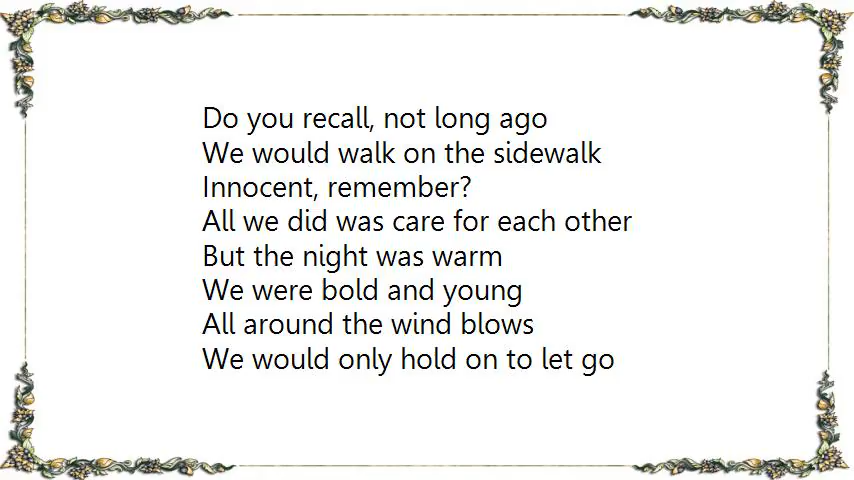 Do you recall, not long ago
We would walk on the sidewalk
Innocent, remember?
All we did was care for each other
But the night was warm
We were bold and young
All around the wind blows
We would only hold on to let go